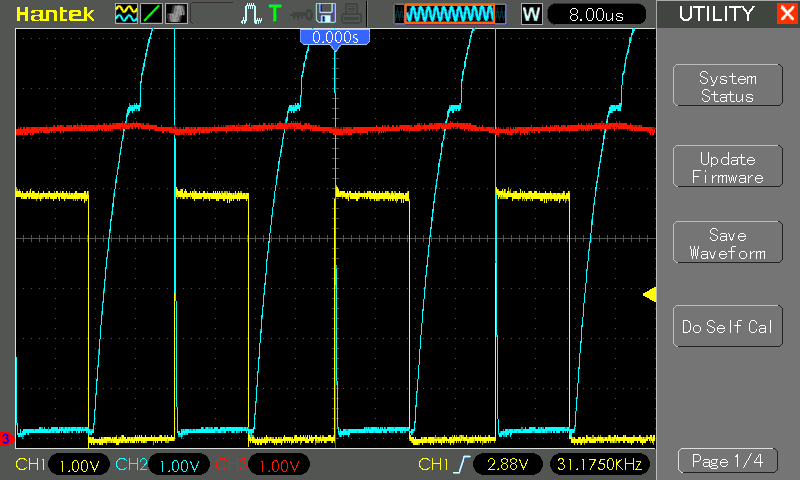 Hantek
T
W
8.00us
UTILITY
0.000s
System
Status
Update
Firmware
Save
Waveform
Do Self Cal
3
CH1 1.00V CH2 1.00V CH3 1.00V CH1 2.88V 31.1750KHz
Page 1/4